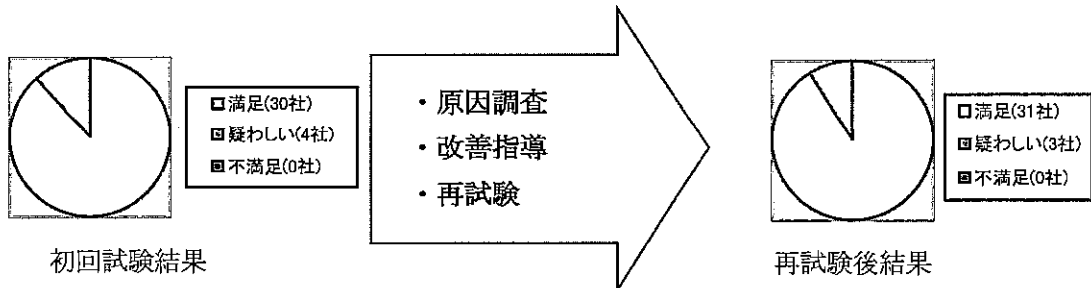 満足(30社)
疑わしい(4社)
不満足(0社)
初回試験結果
・原因調査
・改善指導
・再試験
満足(31社)
疑わしい(3社)
不満足(0社)
再試験後結果